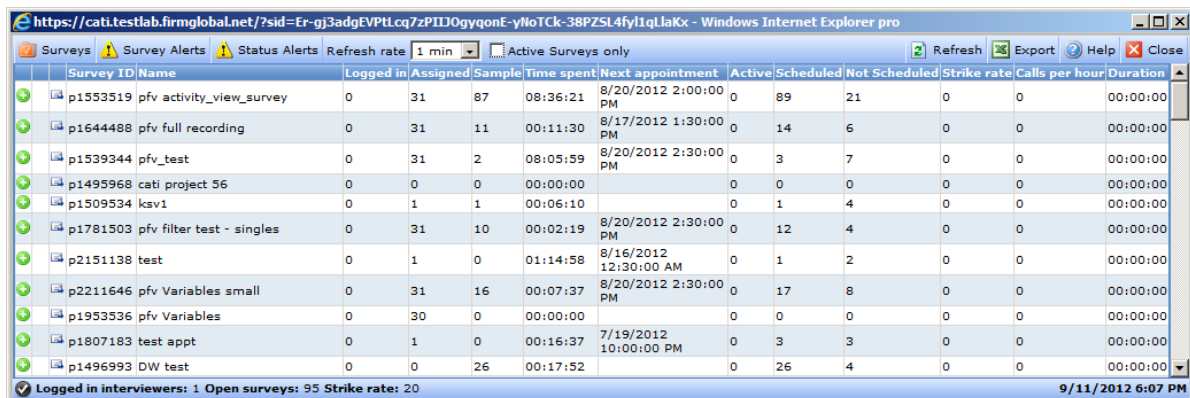 https://cati.testlab.firmglobal.net/?sid=Er-gj3adgEVPtLcq7zPIIJOgyqonE-yNoTCk-38PZSL4fyl1qLlaKx - Windows Internet Explorer pro
Surveys Survey Alerts Status Alerts Refresh rate 1 min Active Surveys only Refresh Export Help Close
Survey ID Name Logged in Assigned Sample Time spent Next appointment Active Scheduled Not Scheduled Strike rate Calls per hour Duration
p1553519 pfv activity_view_survey 0 31 87 08:36:21 8/20/2012 2:00:00 PM 0 89 21 0 0 00:00:00
p1644488 pfv full recording 0 31 11 00:11:30 8/17/2012 1:30:00 PM 0 14 6 0 0 00:00:00
p1539344 pfv_test 0 31 2 08:05:59 8/20/2012 2:30:00 PM 0 3 7 0 0 00:00:00
p1495968 cati project 56 0 0 0 00:00:00 0 0 0 0 0 00:00:00
p1509534 ksv1 0 1 1 00:06:10 0 1 4 0 0 00:00:00
p1781503 pfv filter test - singles 0 31 10 00:02:19 8/20/2012 2:30:00 PM 0 12 4 0 0 00:00:00
p2151138 test 0 1 0 01:14:58 8/16/2012 12:30:00 AM 0 1 2 0 0 00:00:00
p2211646 pfv Variables small 0 31 16 00:07:37 8/20/2012 2:30:00 PM 0 17 8 0 0 00:00:00
p1953536 pfv Variables 0 30 0 00:00:00 0 0 0 0 0 00:00:00
p1807183 test appt 0 1 0 00:16:37 7/19/2012 10:00:00 PM 0 3 3 0 0 00:00:00
p1496993 DW test 0 0 26 00:17:52 0 26 4 0 0 00:00:00
Logged in interviewers: 1 Open surveys: 95 Strike rate: 20 9/11/2012 6:07 PM